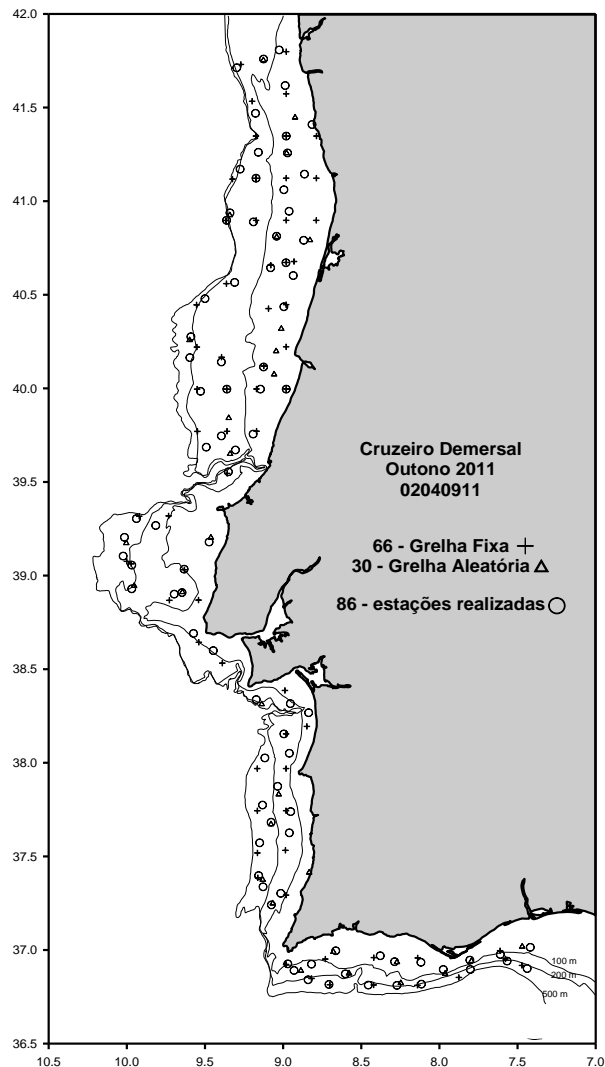 42.0
41.5
41.0
40.5
40.0
39.5
39.0
38.5
38.0
37.5
37.0
36.5
Cruzeiro Demersal
Outono 2011
02040911
66 - Grelha Fixa +
30 - Grelha Aleatória △
86 - estações realizadas ○
100 m
200 m
500 m
10.5 10.0 9.5 9.0 8.5 8.0 7.5 7.0